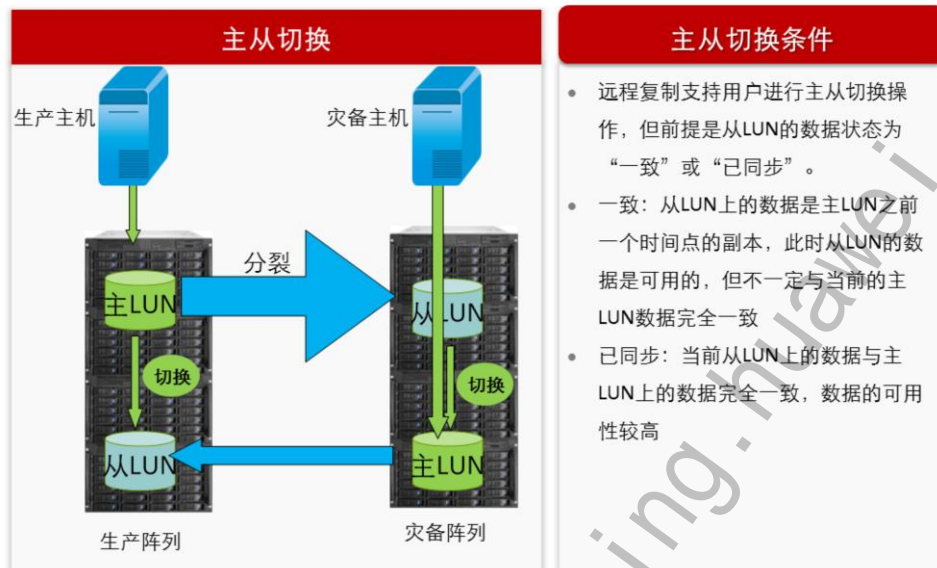 主从切换
生产主机
灾备主机
分裂
主LUN
从LUN
切换
切换
从LUN
主LUN
生产阵列
灾备阵列
主从切换条件
• 远程复制支持用户进行主从切换操
作，但前提是从LUN的数据状态为
“一致”或“已同步”。
• 一致：从LUN上的数据是主LUN之前
一个时间点的副本，此时从LUN的数
据是可用的，但不一定与当前的主
LUN数据完全一致
• 已同步：当前从LUN上的数据与主
LUN上的数据完全一致，数据的可用
性较高
ing.huawei